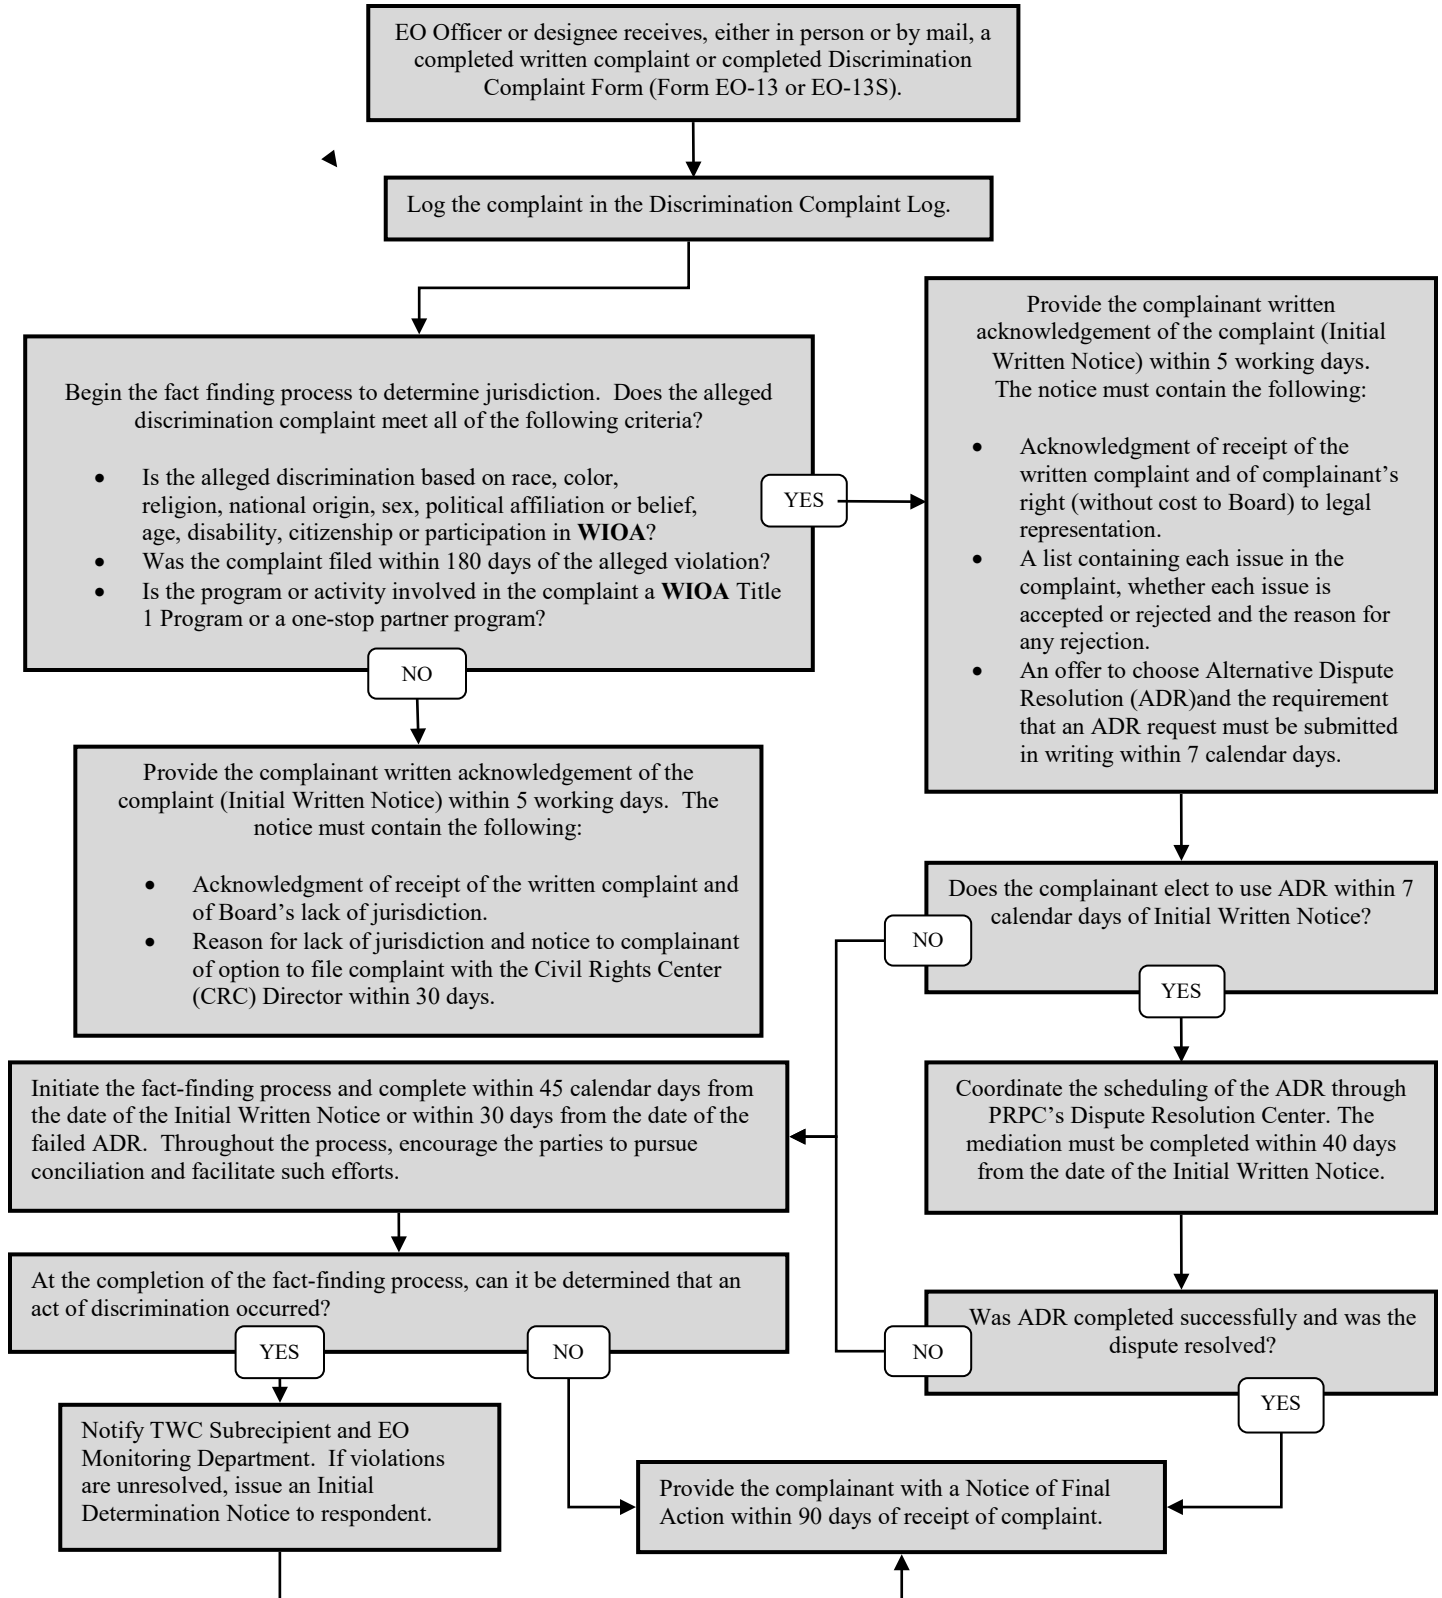 EO Officer or designee receives, either in person or by mail, a
completed written complaint or completed Discrimination
Complaint Form (Form EO-13 or EO-13S).
Log the complaint in the Discrimination Complaint Log.
Begin the fact finding process to determine jurisdiction.  Does the alleged
discrimination complaint meet all of the following criteria?
• Is the alleged discrimination based on race, color,
religion, national origin, sex, political affiliation or belief,
age, disability, citizenship or participation in WIOA?
• Was the complaint filed within 180 days of the alleged violation?
• Is the program or activity involved in the complaint a WIOA Title
1 Program or a one-stop partner program?
YES
NO
Provide the complainant written
acknowledgement of the complaint (Initial
Written Notice) within 5 working days.
The notice must contain the following:
• Acknowledgment of receipt of the
written complaint and of complainant’s
right (without cost to Board) to legal
representation.
• A list containing each issue in the
complaint, whether each issue is
accepted or rejected and the reason for
any rejection.
• An offer to choose Alternative Dispute
Resolution (ADR)and the requirement
that an ADR request must be submitted
in writing within 7 calendar days.
Provide the complainant written acknowledgement of the
complaint (Initial Written Notice) within 5 working days.  The
notice must contain the following:
• Acknowledgment of receipt of the written complaint and
of Board’s lack of jurisdiction.
• Reason for lack of jurisdiction and notice to complainant
of option to file complaint with the Civil Rights Center
(CRC) Director within 30 days.
Does the complainant elect to use ADR within 7
calendar days of Initial Written Notice?
NO
YES
Initiate the fact-finding process and complete within 45 calendar days from
the date of the Initial Written Notice or within 30 days from the date of the
failed ADR.  Throughout the process, encourage the parties to pursue
conciliation and facilitate such efforts.
Coordinate the scheduling of the ADR through
PRPC’s Dispute Resolution Center. The
mediation must be completed within 40 days
from the date of the Initial Written Notice.
At the completion of the fact-finding process, can it be determined that an
act of discrimination occurred?
YES
NO
Was ADR completed successfully and was the
dispute resolved?
NO
YES
Notify TWC Subrecipient and EO
Monitoring Department.  If violations
are unresolved, issue an Initial
Determination Notice to respondent.
Provide the complainant with a Notice of Final
Action within 90 days of receipt of complaint.